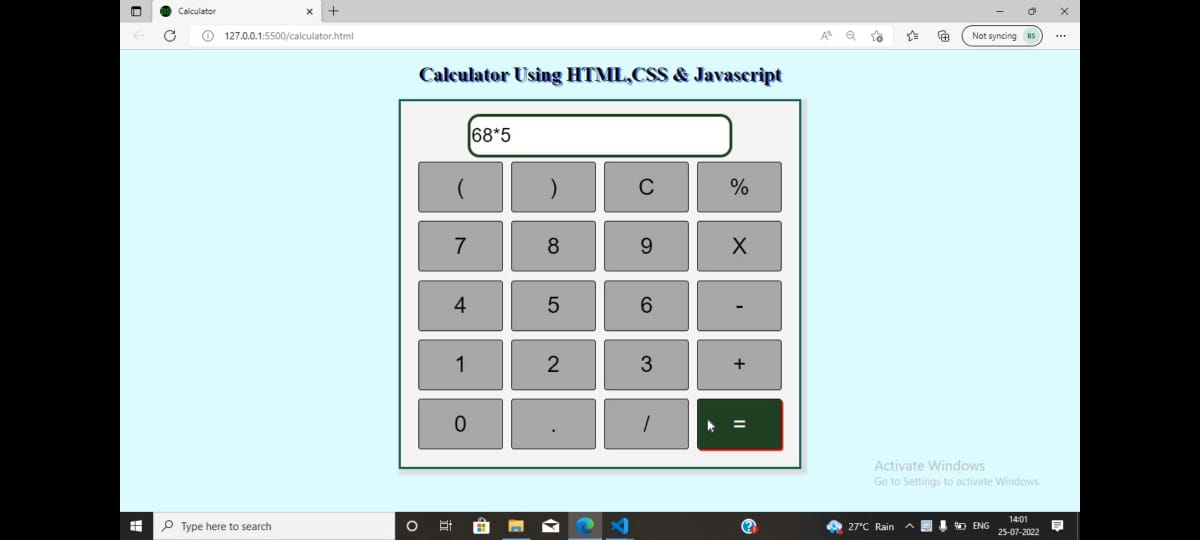 Calculator
127.0.0.1:5500/calculator.html
Not syncing BS
Calculator Using HTML,CSS & Javascript
68*5
( ) C %
7 8 9 X
4 5 6 -
1 2 3 +
0 . / =
Activate Windows
Go to Settings to activate Windows.
Type here to search
27°C Rain
ENG
14:01
25-07-2022